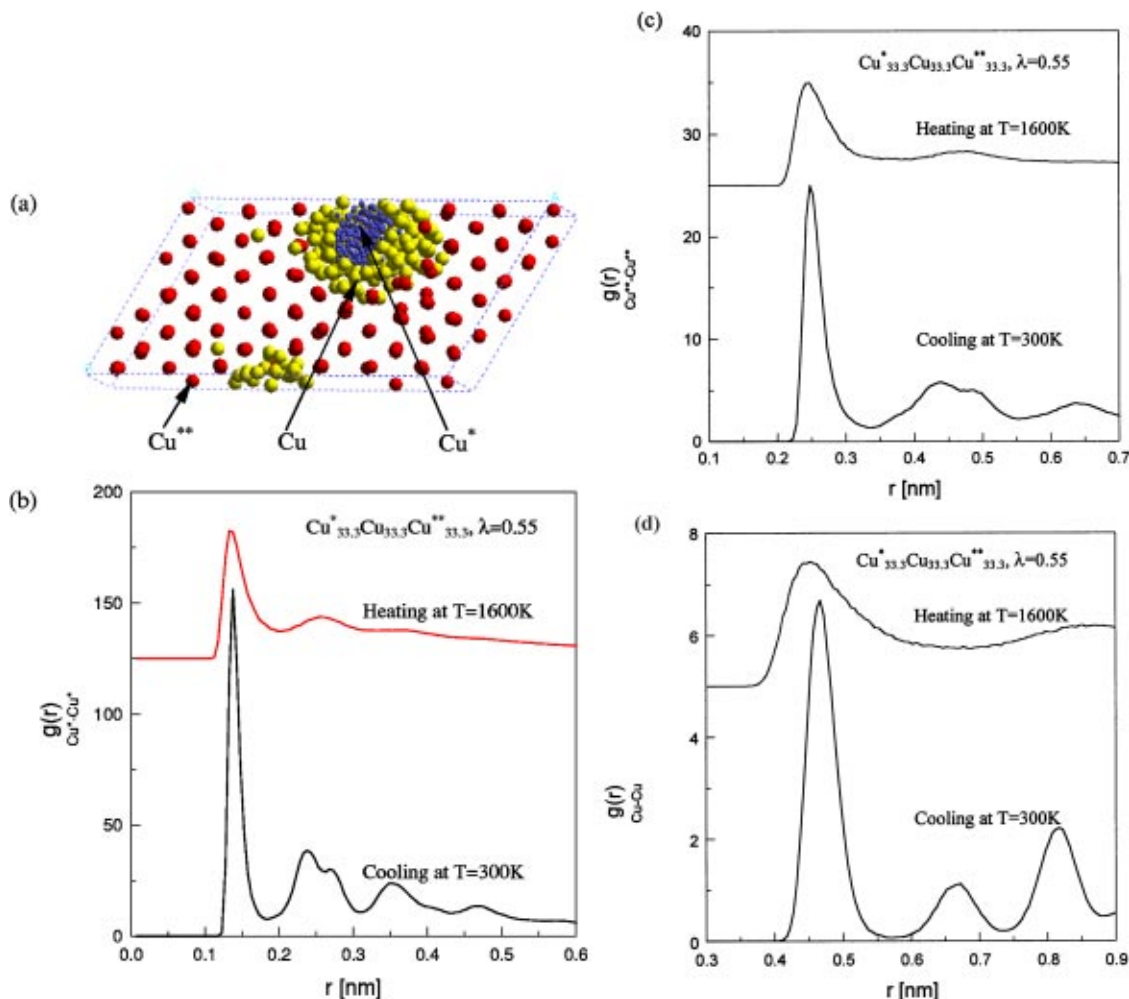 (a)
Cu**
Cu
Cu*
(b)
200
150
100
50
0
g(r)
Cu*-Cu*
Cu*33.3Cu33.3Cu**33.3, λ=0.55
Heating at T=1600K
Cooling at T=300K
0.0 0.1 0.2 0.3 0.4 0.5 0.6
r [nm]
(c)
40
35
30
25
20
15
10
5
0
g(r)
Cu**-Cu**
Cu*33.3Cu33.3Cu**33.3, λ=0.55
Heating at T=1600K
Cooling at T=300K
0.1 0.2 0.3 0.4 0.5 0.6 0.7
r [nm]
(d)
8
6
4
2
0
g(r)
Cu-Cu
Cu*33.3Cu33.3Cu**33.3, λ=0.55
Heating at T=1600K
Cooling at T=300K
0.3 0.4 0.5 0.6 0.7 0.8 0.9
r [nm]